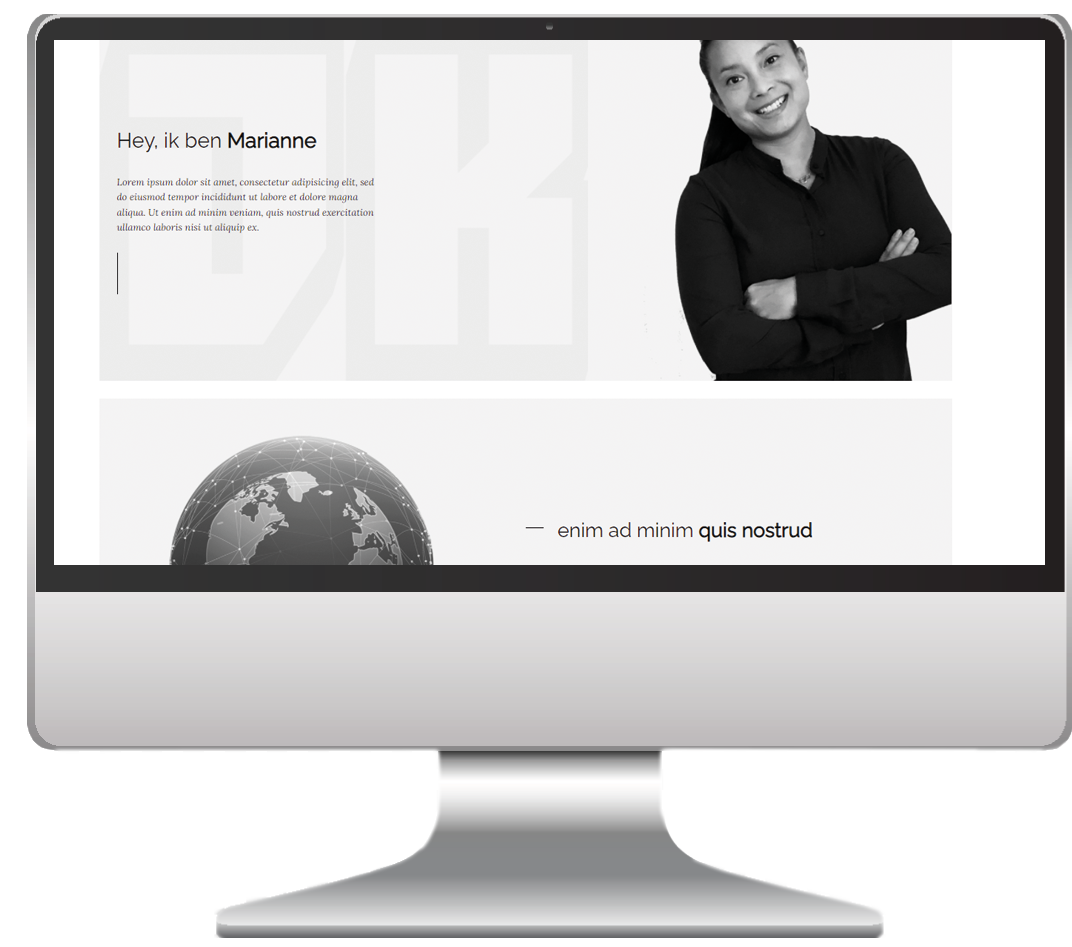 Hey, ik ben Marianne
Lorem ipsum dolor sit amet, consectetur adipisicing elit, sed
do eiusmod tempor incididunt ut labore et dolore magna
aliqua. Ut enim ad minim veniam, quis nostrud exercitation
ullamco laboris nisi ut aliquip ex.
enim ad minim quis nostrud